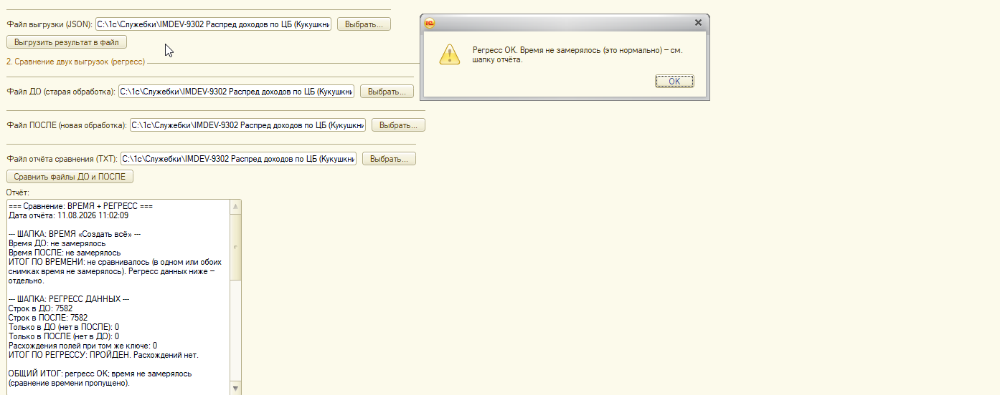 Файл выгрузки (JSON): C:\1c\Служебки\IMDEV-9302 Распред доходов по ЦБ (Кукушкин Выбрать...
Выгрузить результат в файл
2. Сравнение двух выгрузок (регресс)
Файл ДО (старая обработка): C:\1c\Служебки\IMDEV-9302 Распред доходов по ЦБ (Кукушкни Выбрать...
Файл ПОСЛЕ (новая обработка): C:\1c\Служебки\IMDEV-9302 Распред доходов по ЦБ (Кукушкни Выбрать...
Файл отчёта сравнения (TXT): C:\1c\Служебки\IMDEV-9302 Распред доходов по ЦБ (Кукушкни Выбрать...
Сравнить файлы ДО и ПОСЛЕ
Отчёт:
=== Сравнение: ВРЕМЯ + РЕГРЕСС ===
Дата отчёта: 11.08.2026 11:02:09
--- ШАПКА: ВРЕМЯ «Создать всё» ---
Время ДО: не замерялось
Время ПОСЛЕ: не замерялось
ИТОГ ПО ВРЕМЕНИ: не сравнивалось (в одном или обоих
снимках время не замерялось). Регресс данных ниже –
отдельно.
--- ШАПКА: РЕГРЕСС ДАННЫХ ---
Строк в ДО: 7582
Строк в ПОСЛЕ: 7582
Только в ДО (нет в ПОСЛЕ): 0
Только в ПОСЛЕ (нет в ДО): 0
Расхождения полей при том же ключе: 0
ИТОГ ПО РЕГРЕССУ: ПРОЙДЕН. Расхождений нет.
ОБЩИЙ ИТОГ: регресс ОК; время не замерялось
(сравнение времени пропущено).
1С
Регресс ОК. Время не замерялось (это нормально) – см.
шапку отчёта.
OK